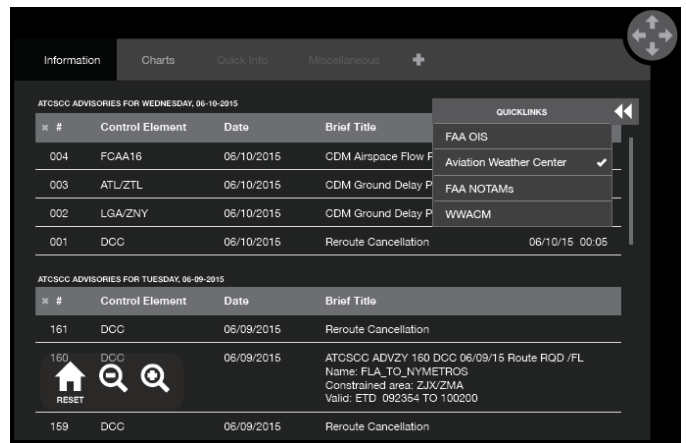 Information Charts Quick Info Miscellaneous
ATCSCC ADVISORIES FOR WEDNESDAY, 06-10-2015
QUICKLINKS
# Control Element Date Brief Title
FAA OIS
004 FCAA16 06/10/2015 CDM Airspace Flow P
Aviation Weather Center
003 ATL/ZTL 06/10/2015 CDM Ground Delay P
FAA NOTAMs
002 LGA/ZNY 06/10/2015 CDM Ground Delay P
WWACM
001 DCC 06/10/2015 Reroute Cancellation 06/10/15 00:05
ATCSCC ADVISORIES FOR TUESDAY, 06-09-2015
# Control Element Date Brief Title
161 DCC 06/09/2015 Reroute Cancellation
160 DCC 06/09/2015 ATCSCC ADVZY 160 DCC 06/09/15 Route RQD /FL
Name: FLA_TO_NYMETROS
Constrained area: ZJX/ZMA
Valid: ETD 092354 TO 100200
RESET
159 DCC 06/09/2015 Reroute Cancellation